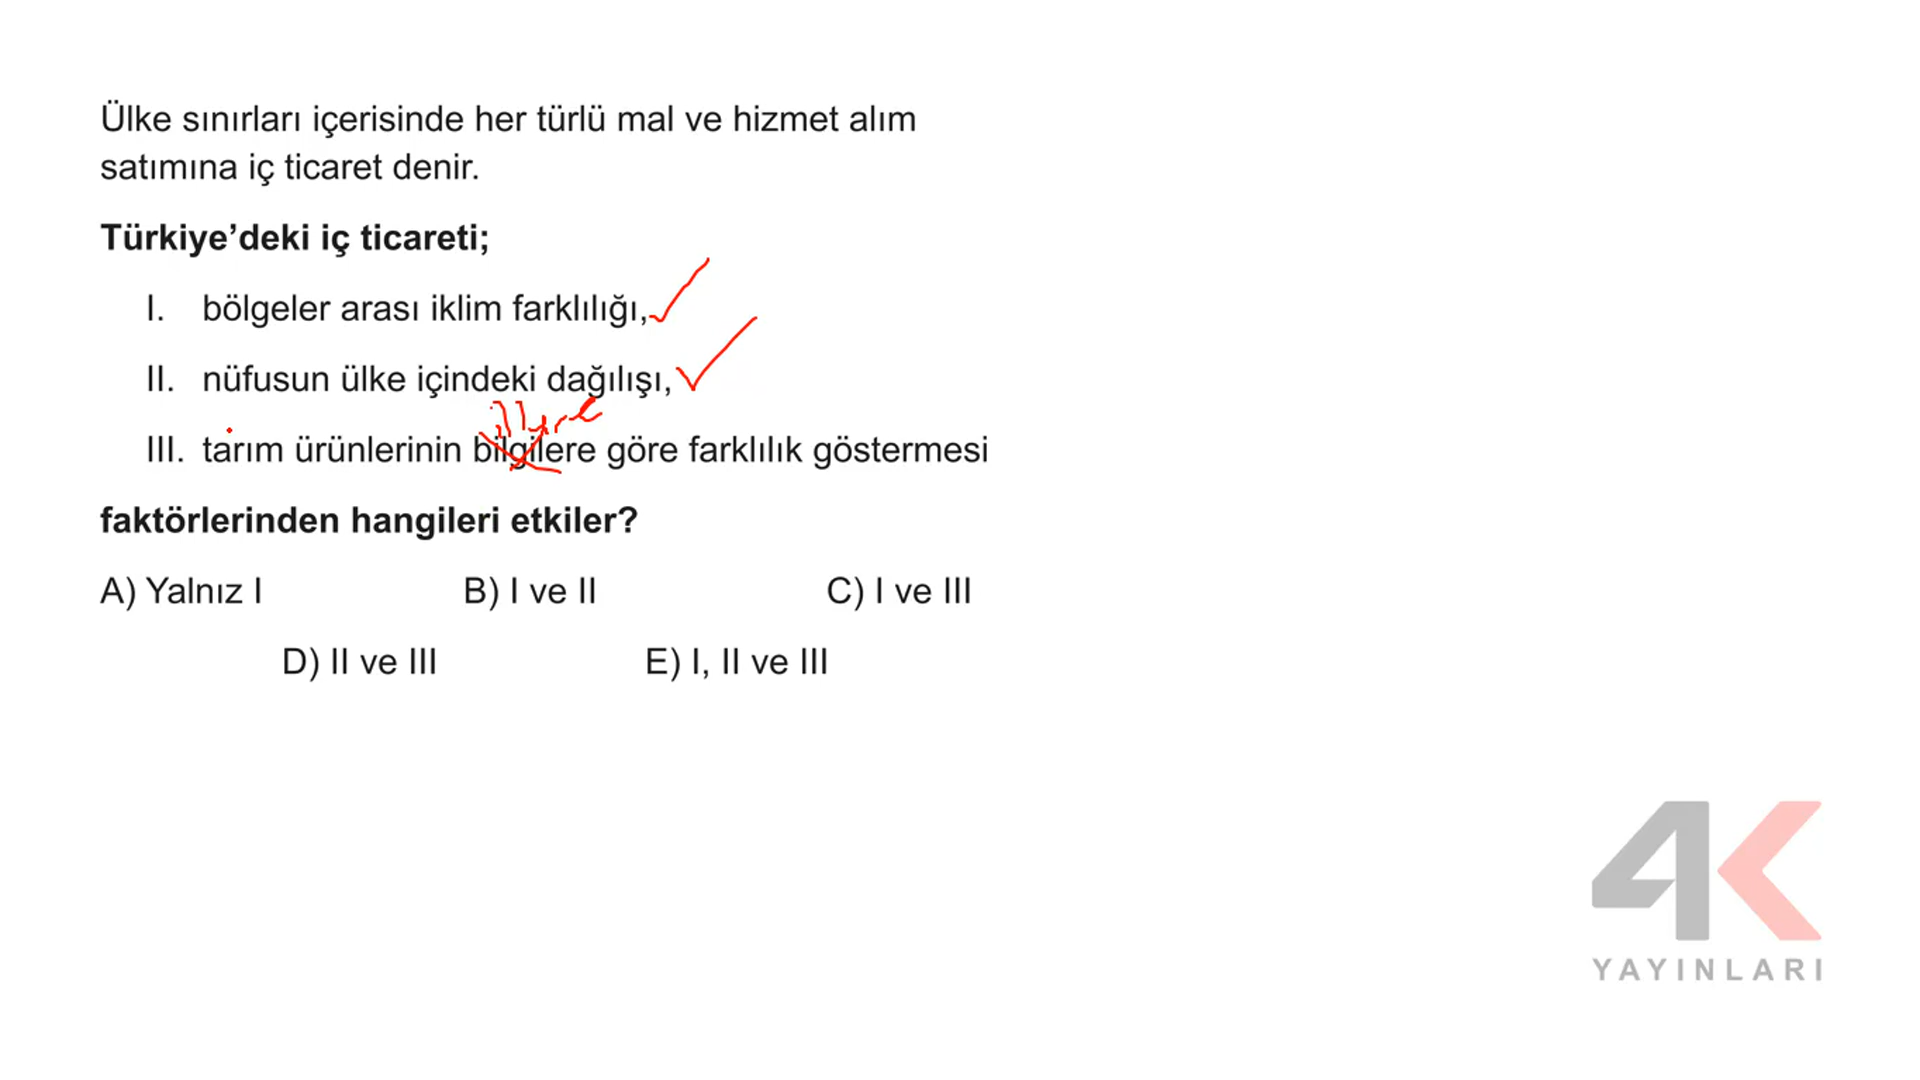 Ülke sınırları içerisinde her türlü mal ve hizmet alım
satımına iç ticaret denir.
Türkiye’deki iç ticareti;
I. bölgeler arası iklim farklılığı,
II. nüfusun ülke içindeki dağılışı,
III. tarım ürünlerinin bilgilere göre farklılık göstermesi
faktörlerinden hangileri etkiler?
A) Yalnız I B) I ve II C) I ve III
D) II ve III E) I, II ve III
4K
YAYINLARI